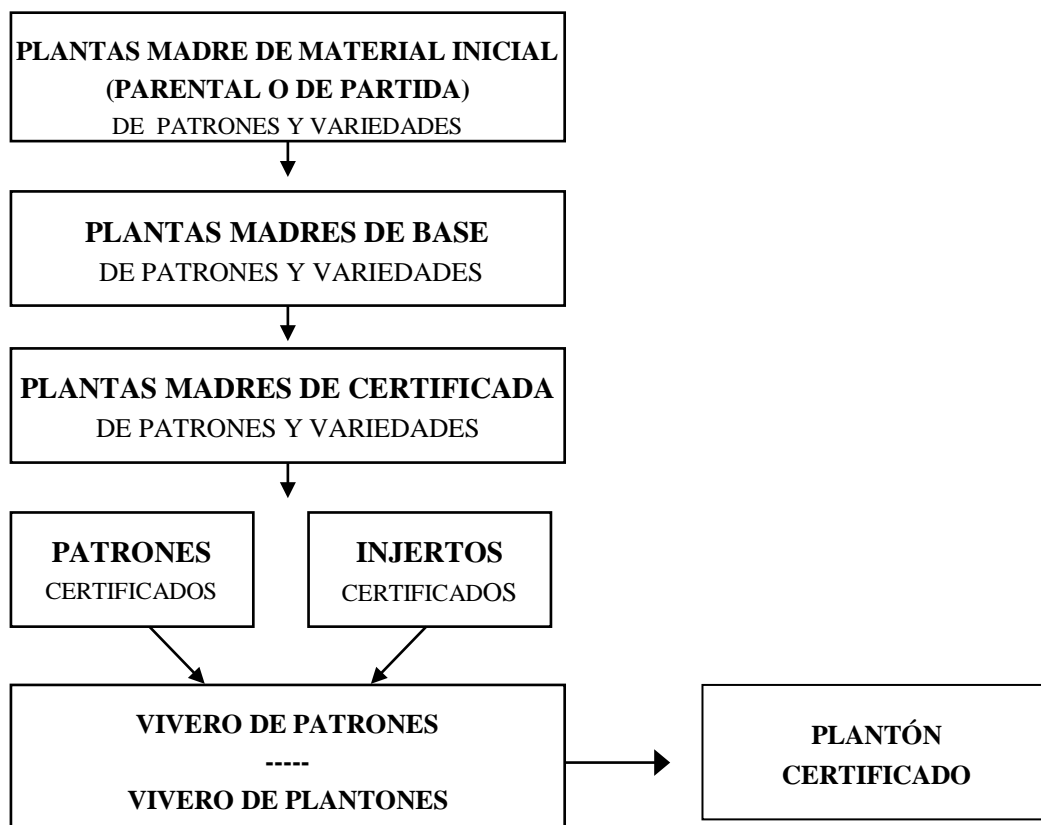 PLANTAS MADRE DE MATERIAL INICIAL
(PARENTAL O DE PARTIDA)
DE PATRONES Y VARIEDADES
PLANTAS MADRES DE BASE
DE PATRONES Y VARIEDADES
PLANTAS MADRES DE CERTIFICADA
DE PATRONES Y VARIEDADES
PATRONES
CERTIFICADOS
INJERTOS
CERTIFICADOS
VIVERO DE PATRONES
-----
VIVERO DE PLANTONES
PLANTÓN
CERTIFICADO